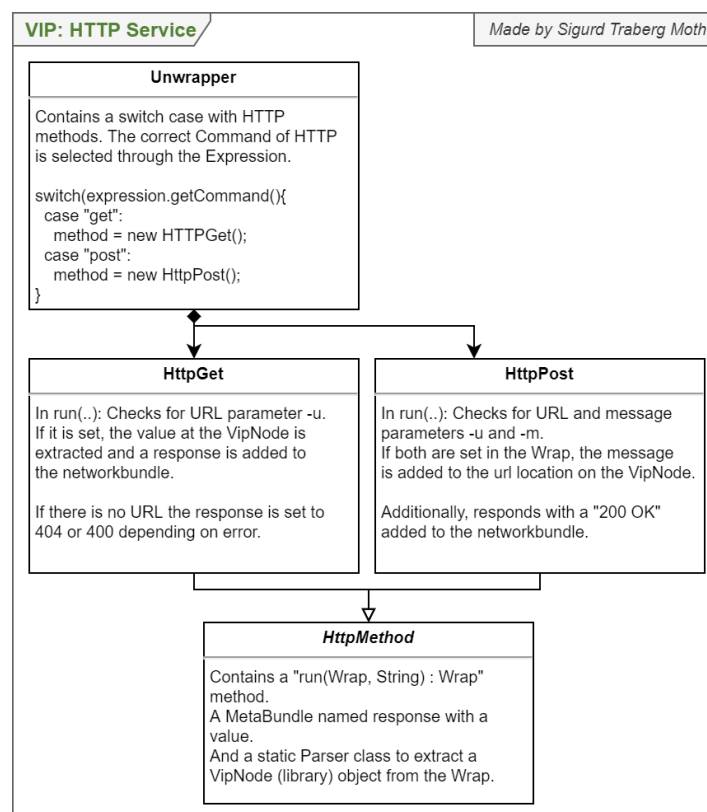 VIP: HTTP Service
Made by Sigurd Traberg Moth
Unwrapper
Contains a switch case with HTTP
methods. The correct Command of HTTP
is selected through the Expression.
switch(expression.getCommand(){
case "get":
method = new HTTPGet();
case "post":
method = new HttpPost();
}
HttpGet
In run(..): Checks for URL parameter -u.
If it is set, the value at the VipNode is
extracted and a response is added to
the networkbundle.
If there is no URL the response is set to
404 or 400 depending on error.
HttpPost
In run(..): Checks for URL and message
parameters -u and -m.
If both are set in the Wrap, the message
is added to the url location on the VipNode.
Additionally, responds with a "200 OK"
added to the networkbundle.
HttpMethod
Contains a "run(Wrap, String) : Wrap"
method.
A MetaBundle named response with a
value.
And a static Parser class to extract a
VipNode (library) object from the Wrap.